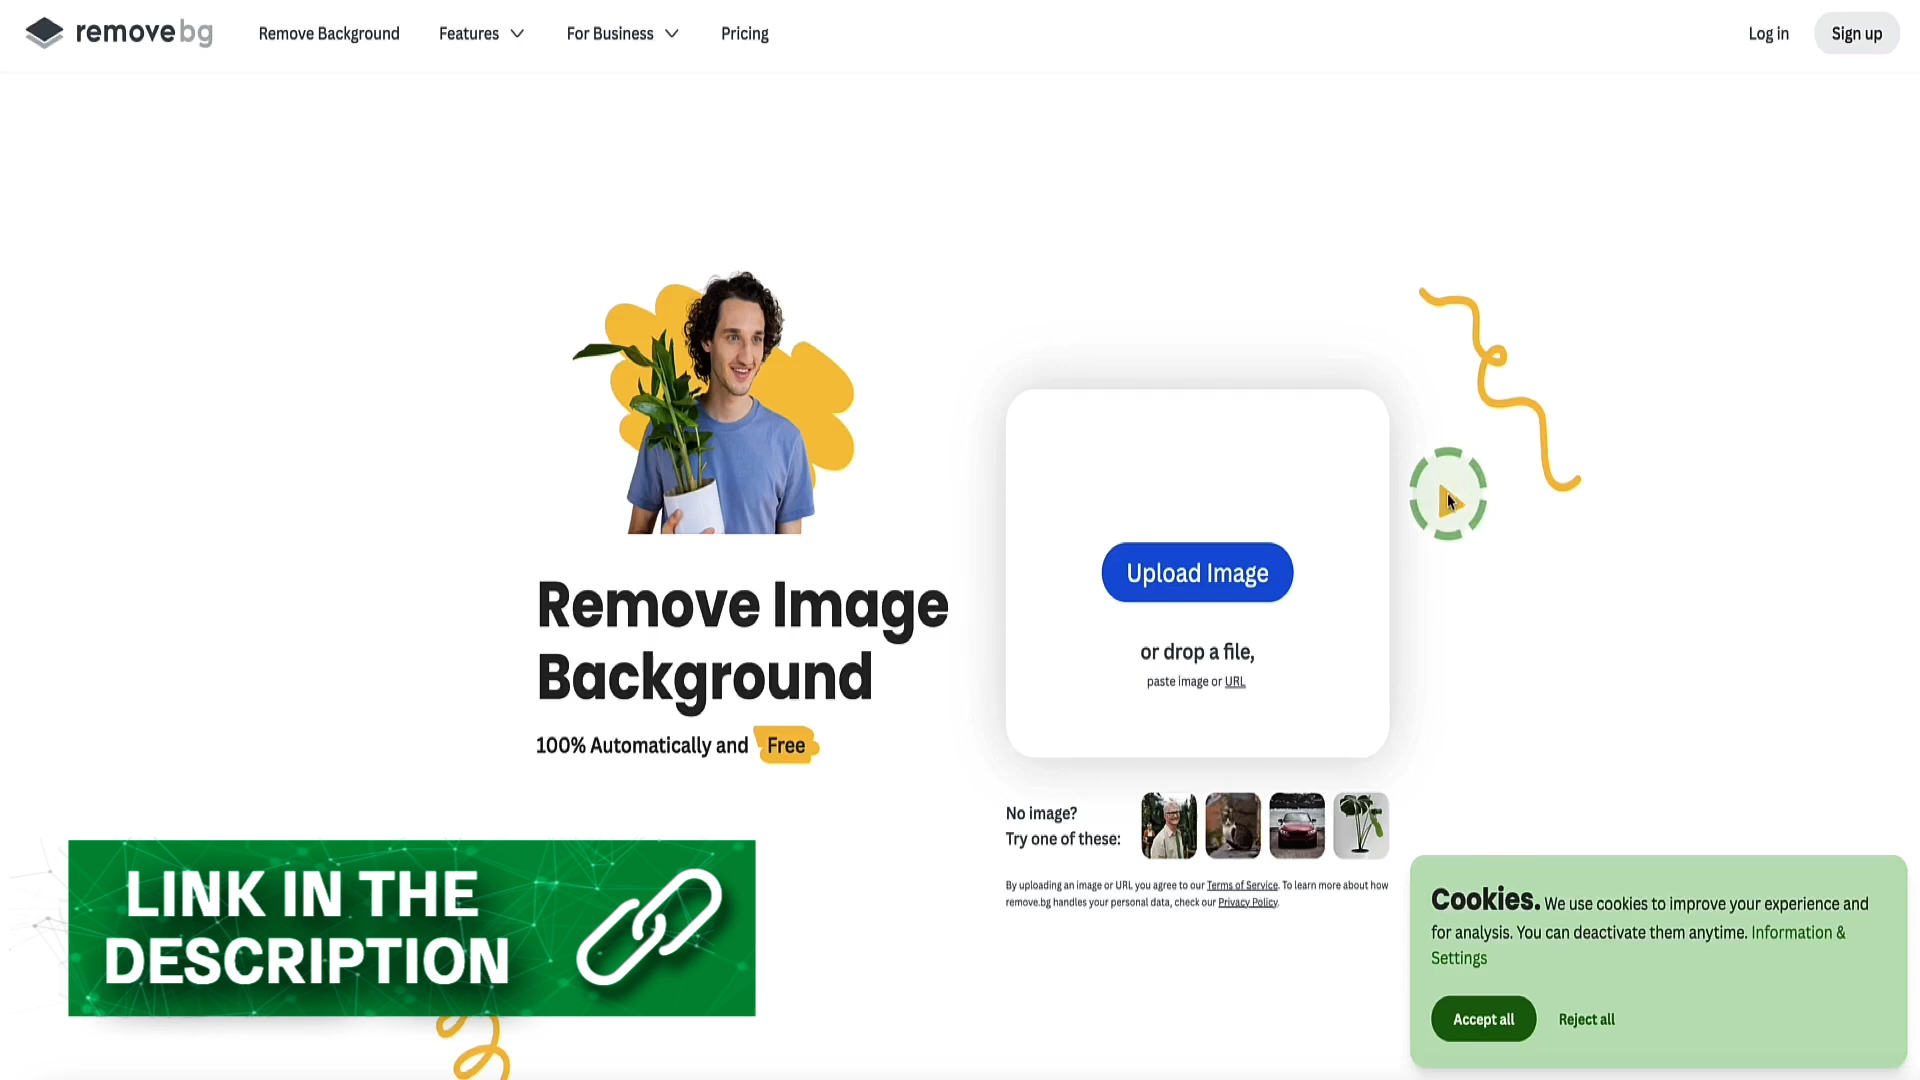 removebg
Remove Background
Features
For Business
Pricing
Log in
Sign up
Remove Image
Background
100% Automatically and Free
Upload Image
or drop a file,
paste image or URL
No image?
Try one of these:
By uploading an image or URL you agree to our Terms of Service. To learn more about how
remove.bg handles your personal data, check our Privacy Policy.
LINK IN THE
DESCRIPTION
Cookies. We use cookies to improve your experience and
for analysis. You can deactivate them anytime. Information &
Settings
Accept all
Reject all